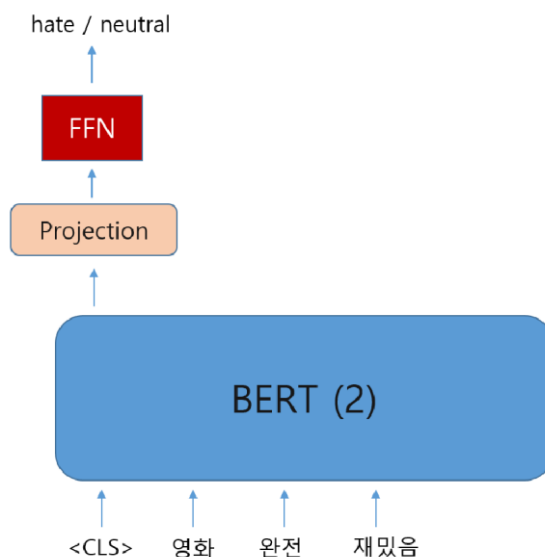 hate / neutral
FFN
Projection
BERT (2)
<CLS> 영화 완전 재밌음